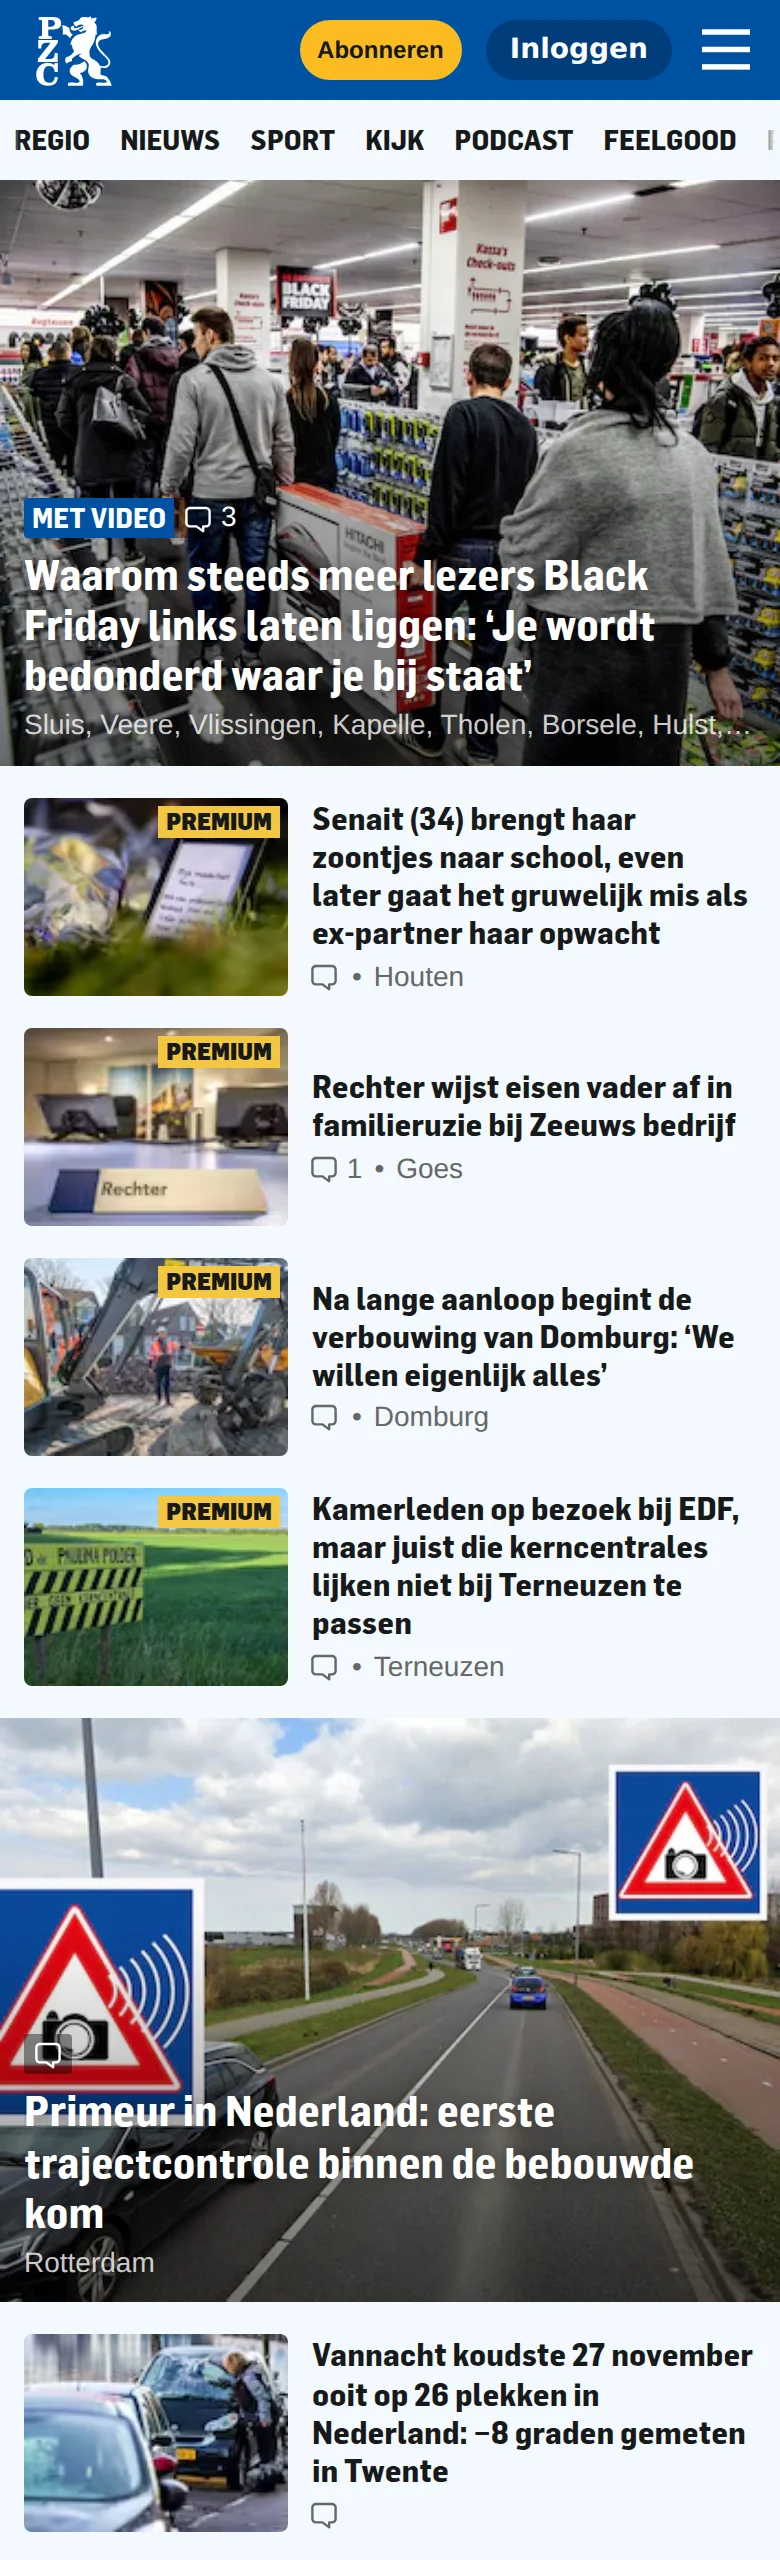 PZC
Abonneren
Inloggen
REGIO NIEUWS SPORT KIJK PODCAST FEELGOOD
Kassa's
Check-outs
BLACK
FRIDAY
HITACHI
MET VIDEO 3
Waarom steeds meer lezers Black
Friday links laten liggen: ‘Je wordt
bedonderd waar je bij staat’
Sluis, Veere, Vlissingen, Kapelle, Tholen, Borsele, Hulst,…
PREMIUM
Senait (34) brengt haar
zoontjes naar school, even
later gaat het gruwelijk mis als
ex-partner haar opwacht
• Houten
PREMIUM
Rechter
Rechter wijst eisen vader af in
familieruzie bij Zeeuws bedrijf
1 • Goes
PREMIUM
Na lange aanloop begint de
verbouwing van Domburg: ‘We
willen eigenlijk alles’
• Domburg
PREMIUM
PAULINA POLDER
Kamerleden op bezoek bij EDF,
maar juist die kerncentrales
lijken niet bij Terneuzen te
passen
• Terneuzen
Primeur in Nederland: eerste
trajectcontrole binnen de bebouwde
kom
Rotterdam
Vannacht koudste 27 november
ooit op 26 plekken in
Nederland: −8 graden gemeten
in Twente